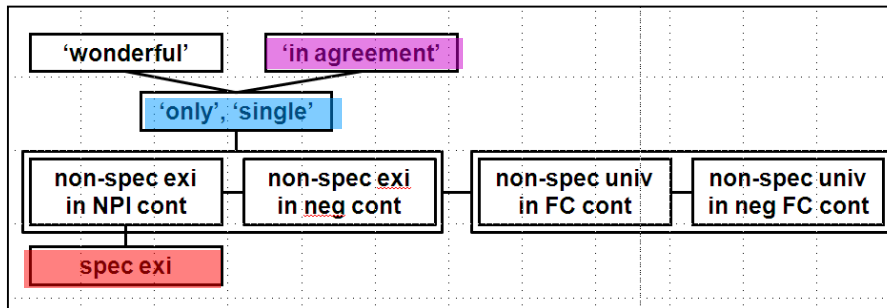 ‘wonderful’ ‘in agreement’
‘only’, ‘single’
non-spec exi non-spec exi non-spec univ non-spec univ
in NPI cont in neg cont in FC cont in neg FC cont
spec exi